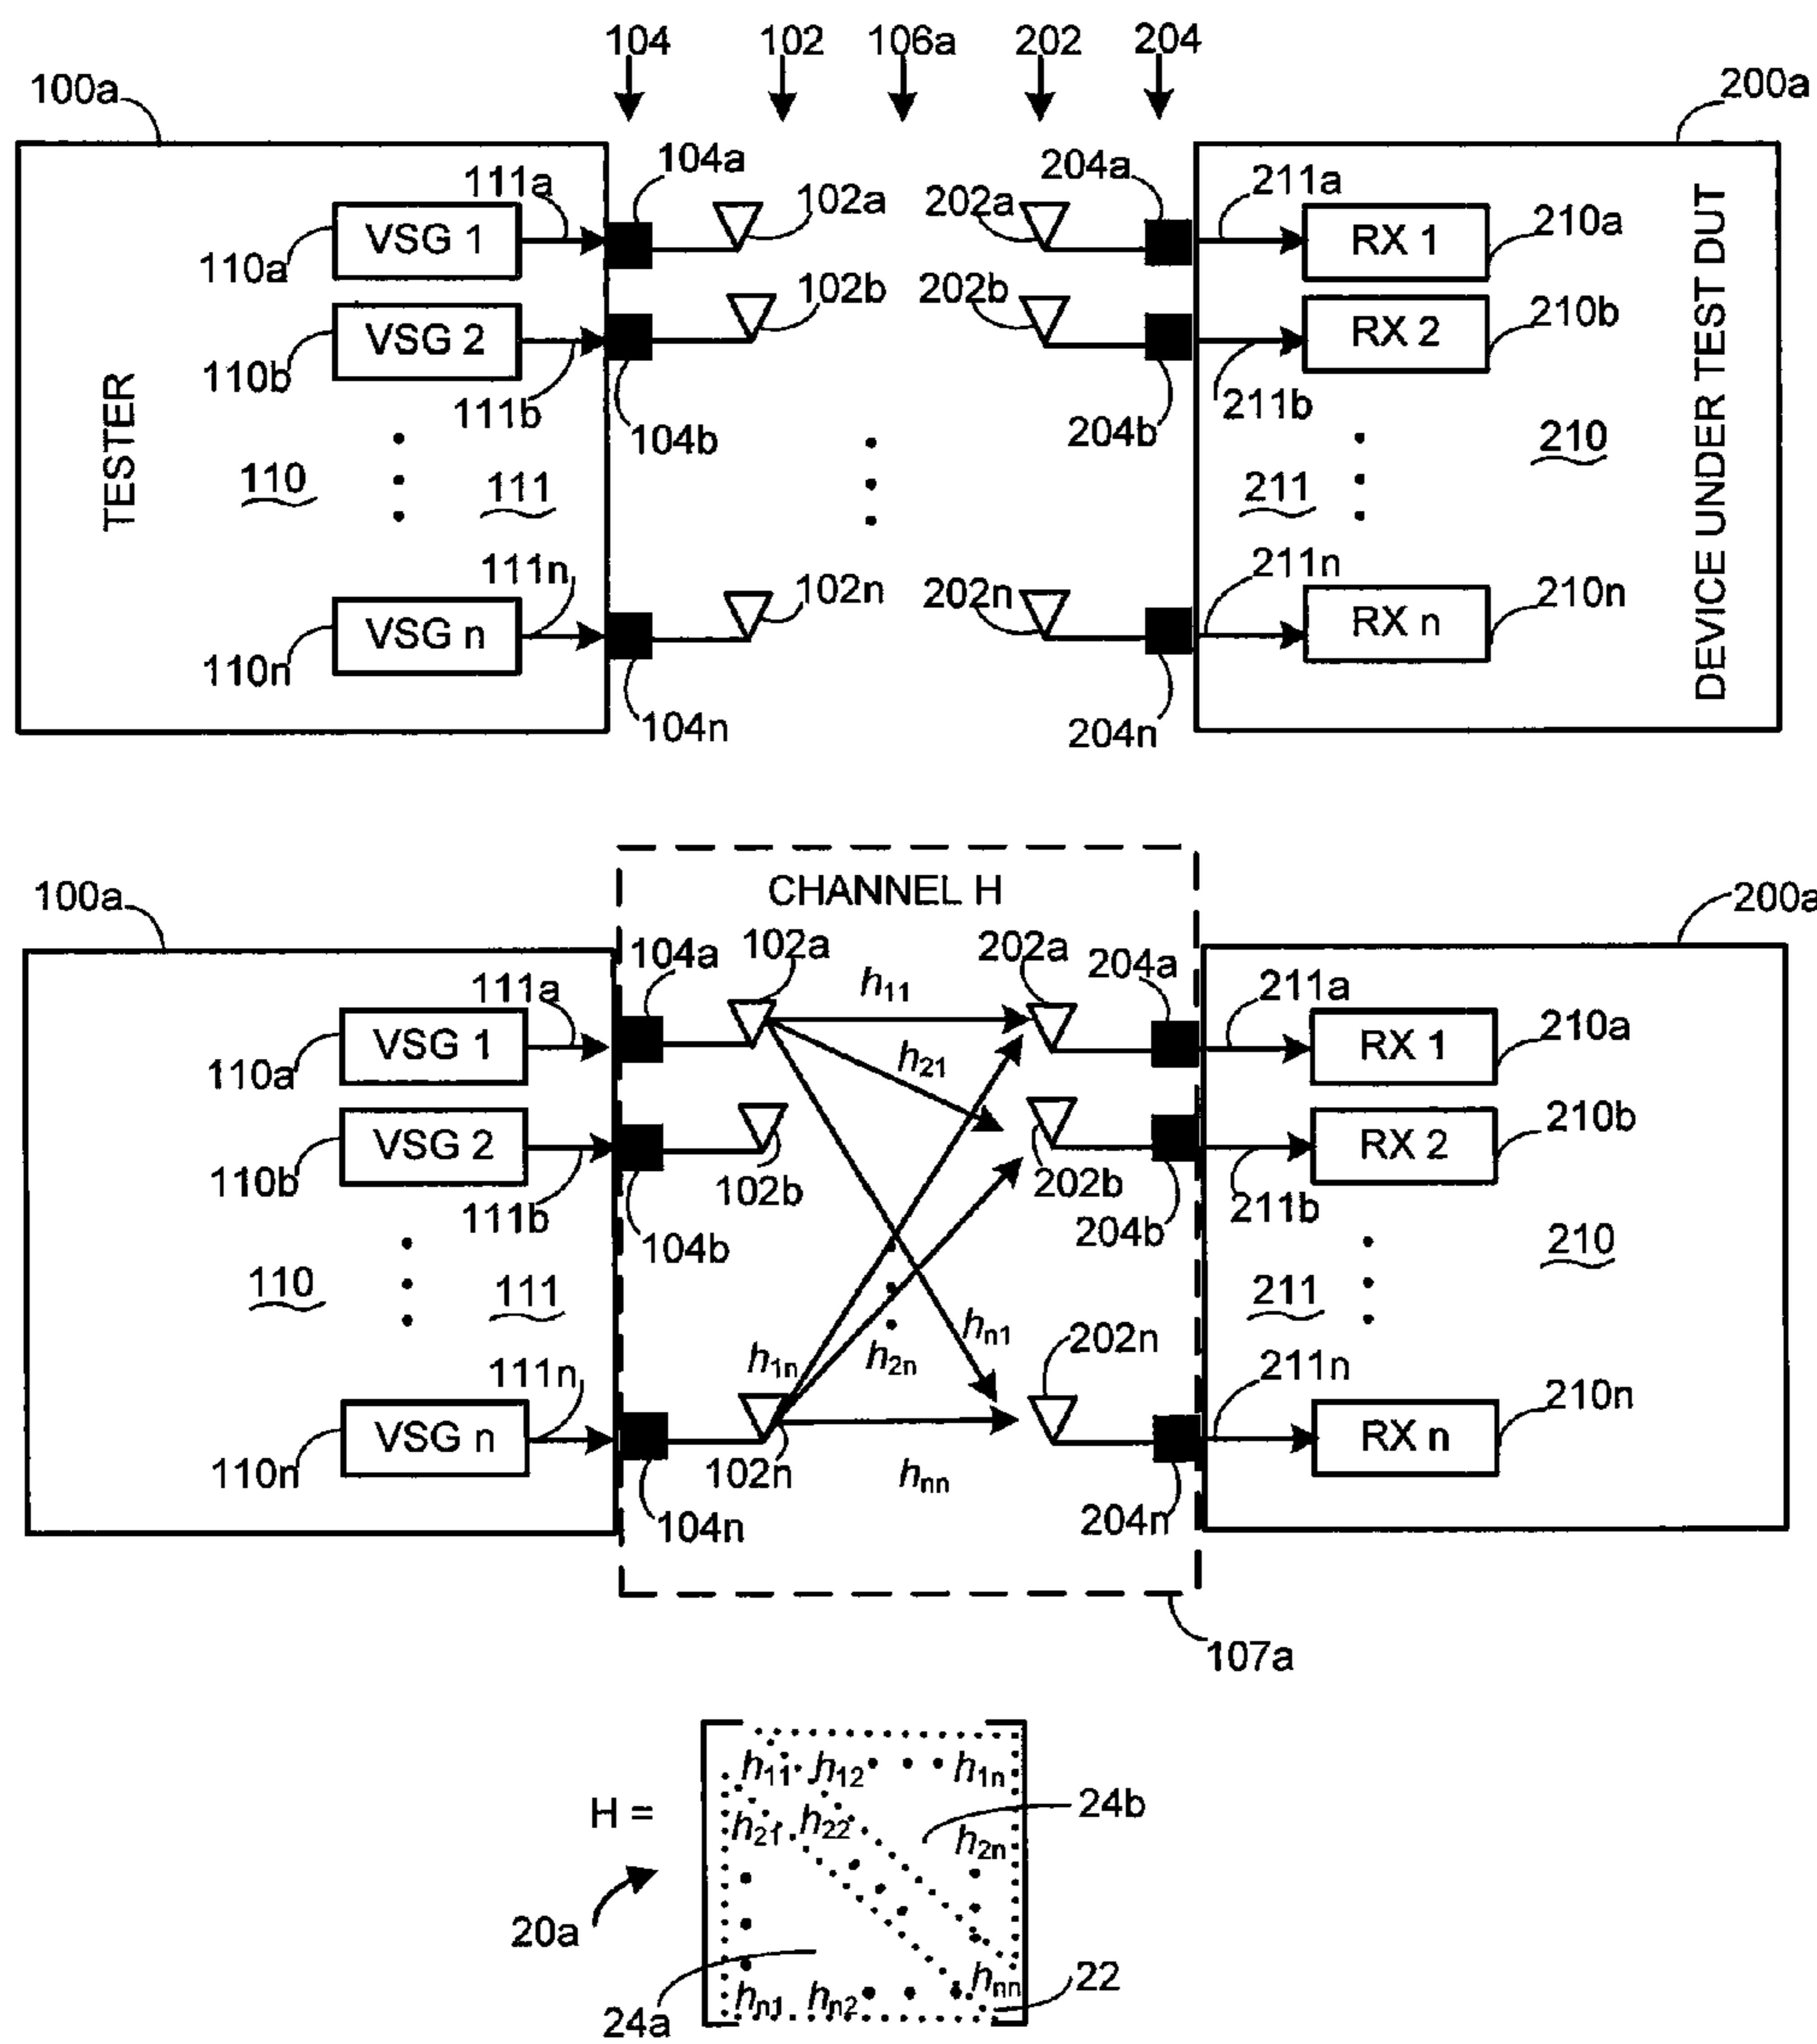 104 102 106a 202 204
100a 200a
104a 204a
111a 102a 202a 211a
VSG 1 RX 1 210a
110a
102b 202b
VSG 2 RX 2 210b
110b
111b 104b 204b 211b
TESTER
110 111 211 210
DEVICE UNDER TEST DUT
111n 102n 202n 211n
VSG n RX n 210n
110n
104n 204n
100a CHANNEL H 200a
104a 102a 202a 204a
111a h11 211a
VSG 1 RX 1 210a
110a h21
VSG 2 RX 2 210b
110b 102b 202b
111b 104b 204b 211b
110 111 211 210
hn1 202n
111n h1n h2n 211n
VSG n RX n 210n
110n 102n hnn
104n 204n
107a
h11 h12 h1n
H = 24b
h21 h22 h2n
20a
hnn 22
hn1 hn2
24a